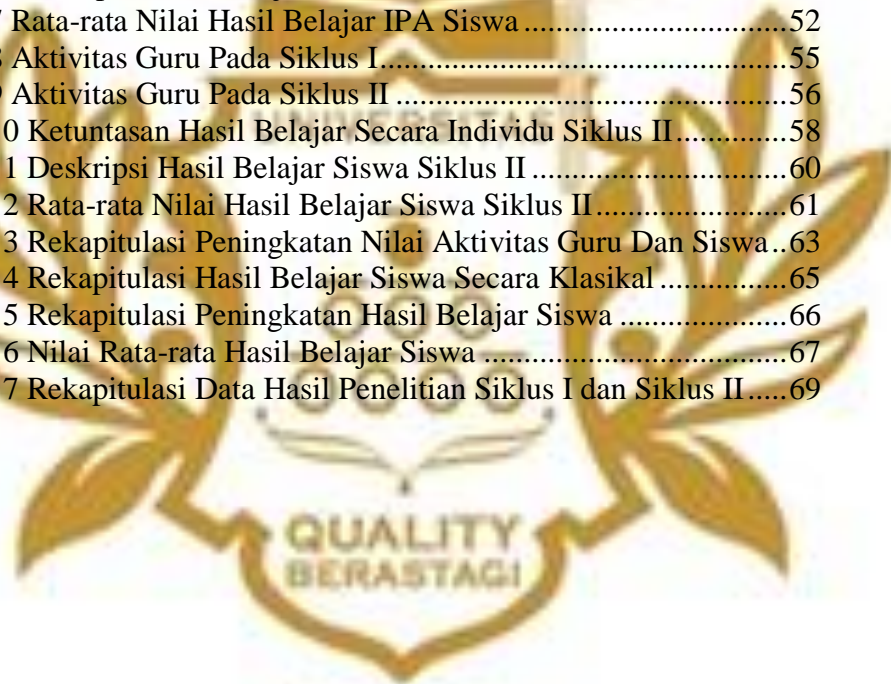 7 Rata-rata Nilai Hasil Belajar IPA Siswa ..............................52
8 Aktivitas Guru Pada Siklus I..................................................55
9 Aktivitas Guru Pada Siklus II ................................................56
0 Ketuntasan Hasil Belajar Secara Individu Siklus II..............58
1 Deskripsi Hasil Belajar Siswa Siklus II ...............................60
2 Rata-rata Nilai Hasil Belajar Siswa Siklus II.......................61
3 Rekapitulasi Peningkatan Nilai Aktivitas Guru Dan Siswa..63
4 Rekapitulasi Hasil Belajar Siswa Secara Klasikal ...............65
5 Rekapitulasi Peningkatan Hasil Belajar Siswa ....................66
6 Nilai Rata-rata Hasil Belajar Siswa .....................................67
7 Rekapitulasi Data Hasil Penelitian Siklus I dan Siklus II.....69
QUALITY
BERASTAGI